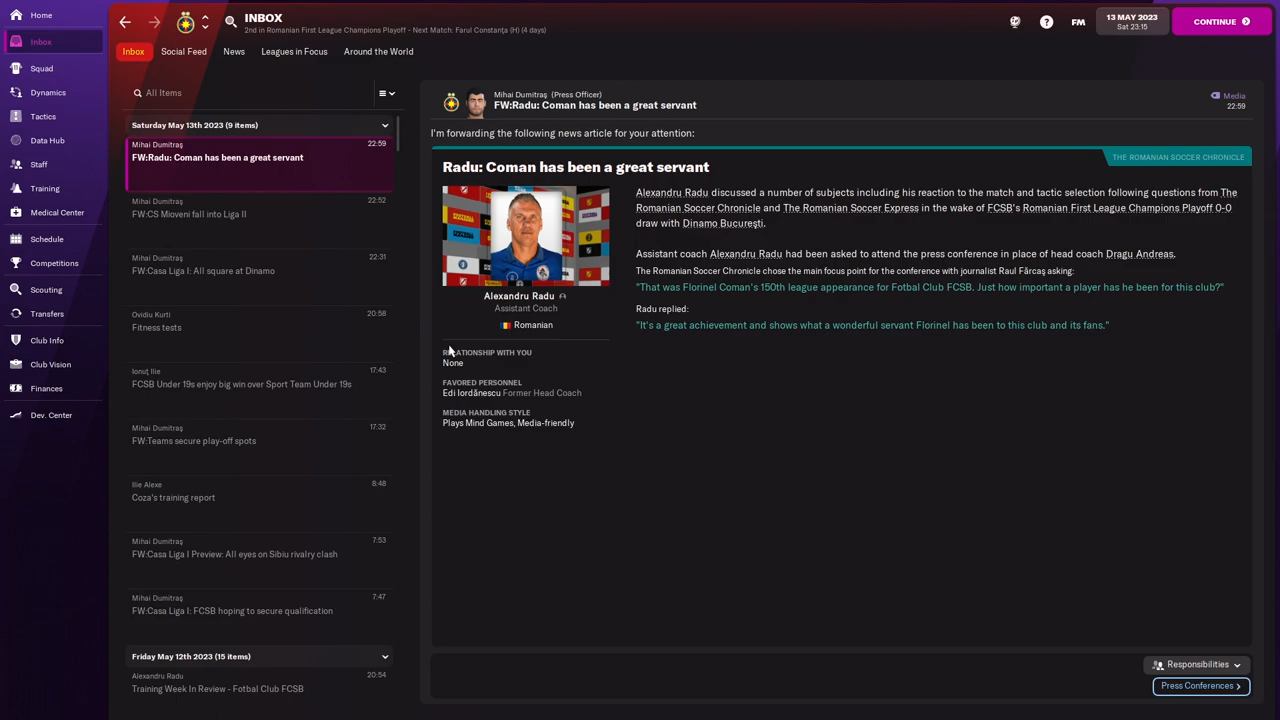 Home
Inbox
Squad
Dynamics
Tactics
Data Hub
Staff
Training
Medical Center
Schedule
Competitions
Scouting
Transfers
Club Info
Club Vision
Finances
Dev. Center
INBOX
2nd in Romanian First League Champions Playoff - Next Match: Farul Constanța (H) (4 days)
?
FM
13 MAY 2023
Sat 23:15
CONTINUE
Inbox
Social Feed
News
Leagues in Focus
Around the World
All Items
Saturday May 13th 2023 (9 items)
Mihai Dumitraş 22:59
FW:Radu: Coman has been a great servant
Mihai Dumitraş 22:52
FW:CS Mioveni fall into Liga II
Mihai Dumitraş 22:31
FW:Casa Liga I: All square at Dinamo
Ovidiu Kurti 20:58
Fitness tests
Ionuţ Ilie 17:43
FCSB Under 19s enjoy big win over Sport Team Under 19s
Mihai Dumitraş 17:32
FW:Teams secure play-off spots
Ilie Alexe 8:48
Coza's training report
Mihai Dumitraş 7:53
FW:Casa Liga I Preview: All eyes on Sibiu rivalry clash
Mihai Dumitraş 7:47
FW:Casa Liga I: FCSB hoping to secure qualification
Friday May 12th 2023 (15 items)
Alexandru Radu 20:54
Training Week In Review - Fotbal Club FCSB
Mihai Dumitraş (Press Officer)
FW:Radu: Coman has been a great servant
Media
22:59
I'm forwarding the following news article for your attention:
Radu: Coman has been a great servant
THE ROMANIAN SOCCER CHRONICLE
Alexandru Radu
Assistant Coach
Romanian
RELATIONSHIP WITH YOU
None
FAVORED PERSONNEL
Edi Iordănescu Former Head Coach
MEDIA HANDLING STYLE
Plays Mind Games, Media-friendly
Alexandru Radu discussed a number of subjects including his reaction to the match and tactic selection following questions from The
Romanian Soccer Chronicle and The Romanian Soccer Express in the wake of FCSB's Romanian First League Champions Playoff 0-0
draw with Dinamo Bucureşti.
Assistant coach Alexandru Radu had been asked to attend the press conference in place of head coach Dragu Andreas.
The Romanian Soccer Chronicle chose the main focus point for the conference with journalist Raul Fărcaş asking:
"That was Florinel Coman's 150th league appearance for Fotbal Club FCSB. Just how important a player has he been for this club?"
Radu replied:
"It's a great achievement and shows what a wonderful servant Florinel has been to this club and its fans."
Responsibilities
Press Conferences